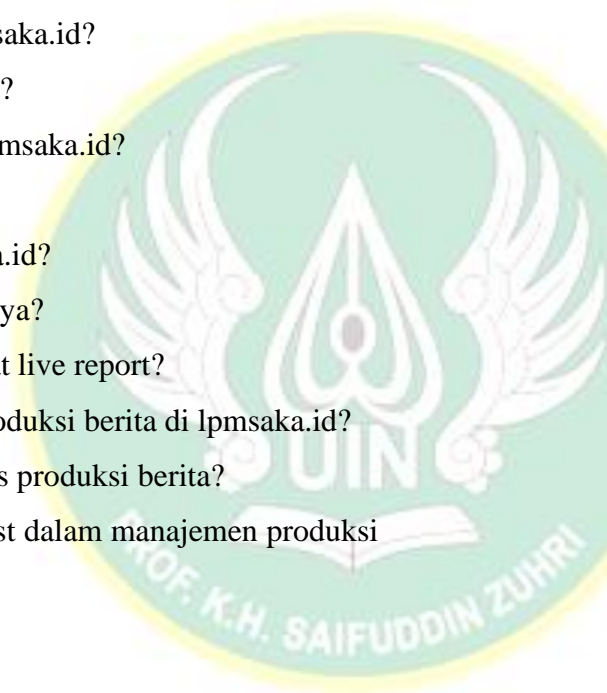 saka.id?
?
msaka.id?
.id?
ya?
t live report?
oduksi berita di lpmsaka.id?
s produksi berita?
st dalam manajemen produksi
UIN
PROF. K.H. SAIFUDDIN ZUHRI